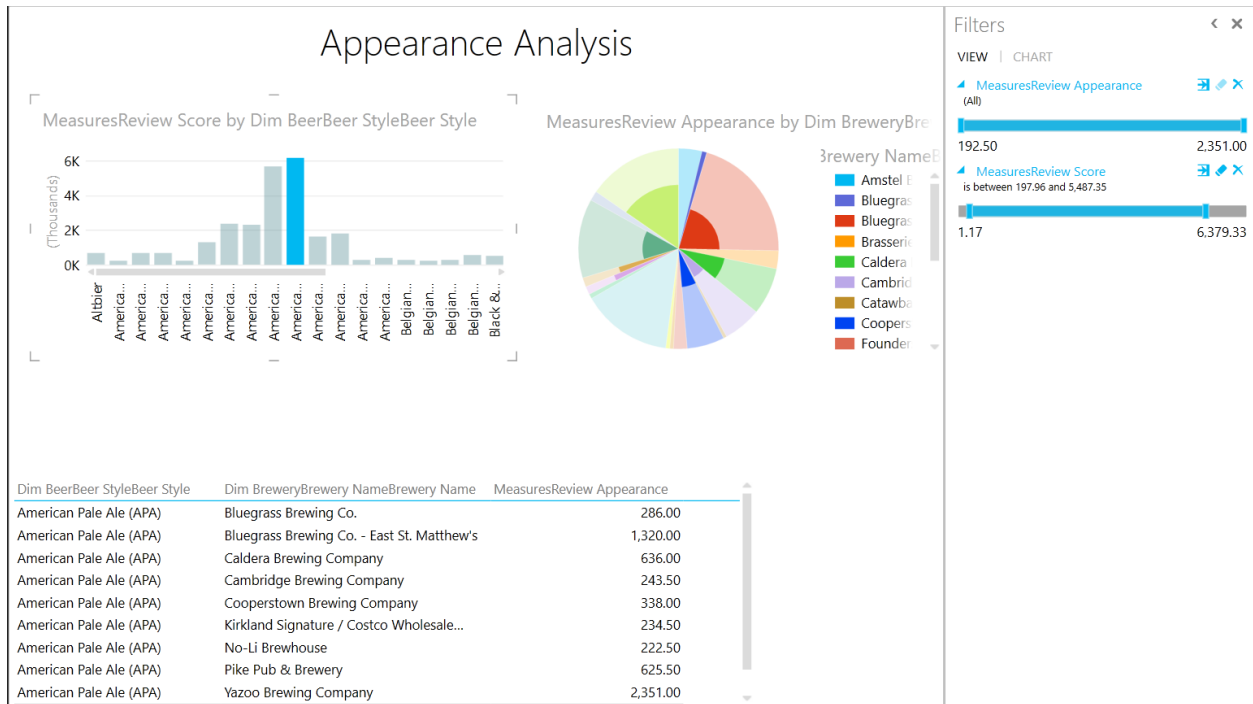 Appearance Analysis
MeasuresReview Score by Dim BeerBeer StyleBeer Style
(Thousands)
6K
4K
2K
0K
Altbier
America...
America...
America...
America...
America...
America...
America...
America...
America...
America...
America...
America...
America...
Belgian...
Belgian...
Belgian...
Belgian...
Black &...
MeasuresReview Appearance by Dim BreweryBre
Brewery NameB
Amstel B
Bluegras
Bluegras
Brasserie
Caldera
Cambrid
Catawba
Coopers
Founder
Dim BeerBeer StyleBeer Style Dim BreweryBrewery NameBrewery Name MeasuresReview Appearance
American Pale Ale (APA) Bluegrass Brewing Co. 286.00
American Pale Ale (APA) Bluegrass Brewing Co. - East St. Matthew's 1,320.00
American Pale Ale (APA) Caldera Brewing Company 636.00
American Pale Ale (APA) Cambridge Brewing Company 243.50
American Pale Ale (APA) Cooperstown Brewing Company 338.00
American Pale Ale (APA) Kirkland Signature / Costco Wholesale... 234.50
American Pale Ale (APA) No-Li Brewhouse 222.50
American Pale Ale (APA) Pike Pub & Brewery 625.50
American Pale Ale (APA) Yazoo Brewing Company 2,351.00
Filters
VIEW | CHART
MeasuresReview Appearance
(All)
192.50 2,351.00
MeasuresReview Score
is between 197.96 and 5,487.35
1.17 6,379.33